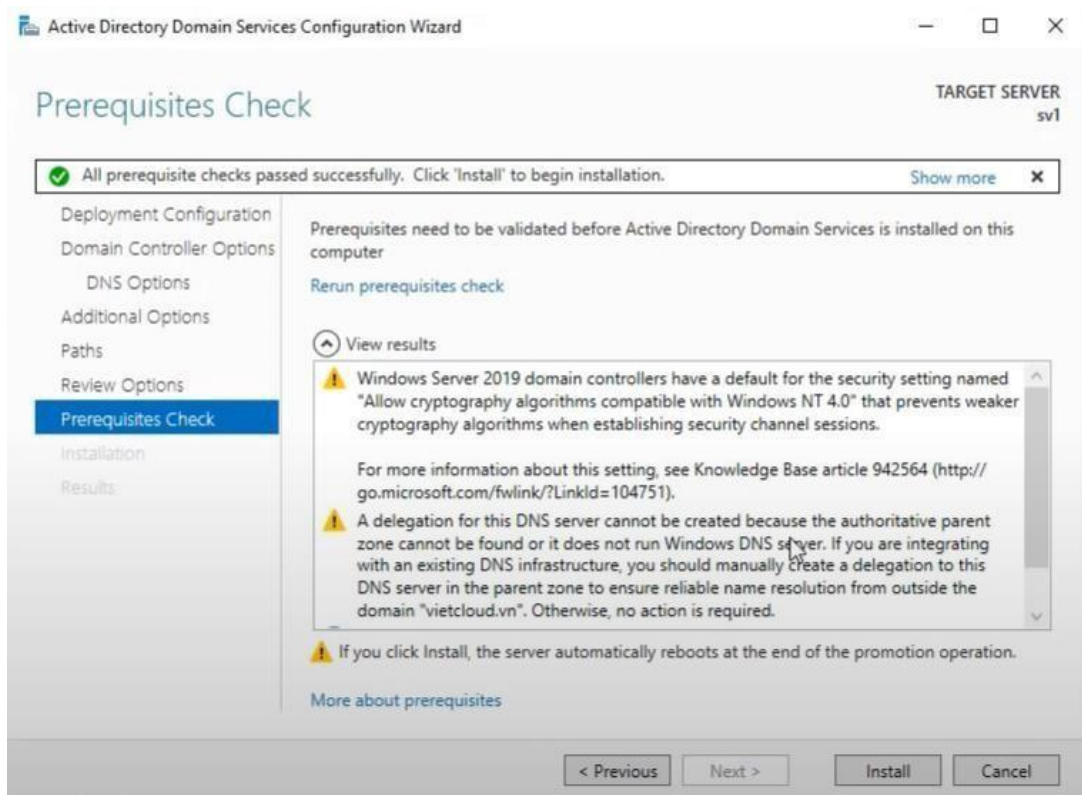 Active Directory Domain Services Configuration Wizard
Prerequisites Check
TARGET SERVER
sv1
All prerequisite checks passed successfully. Click 'Install' to begin installation.
Show more
Deployment Configuration
Domain Controller Options
DNS Options
Additional Options
Paths
Review Options
Prerequisites Check
Installation
Results
Prerequisites need to be validated before Active Directory Domain Services is installed on this
computer
Rerun prerequisites check
View results
Windows Server 2019 domain controllers have a default for the security setting named
"Allow cryptography algorithms compatible with Windows NT 4.0" that prevents weaker
cryptography algorithms when establishing security channel sessions.
For more information about this setting, see Knowledge Base article 942564 (http://
go.microsoft.com/fwlink/?LinkId=104751).
A delegation for this DNS server cannot be created because the authoritative parent
zone cannot be found or it does not run Windows DNS server. If you are integrating
with an existing DNS infrastructure, you should manually create a delegation to this
DNS server in the parent zone to ensure reliable name resolution from outside the
domain "vietcloud.vn". Otherwise, no action is required.
If you click Install, the server automatically reboots at the end of the promotion operation.
More about prerequisites
< Previous
Next >
Install
Cancel